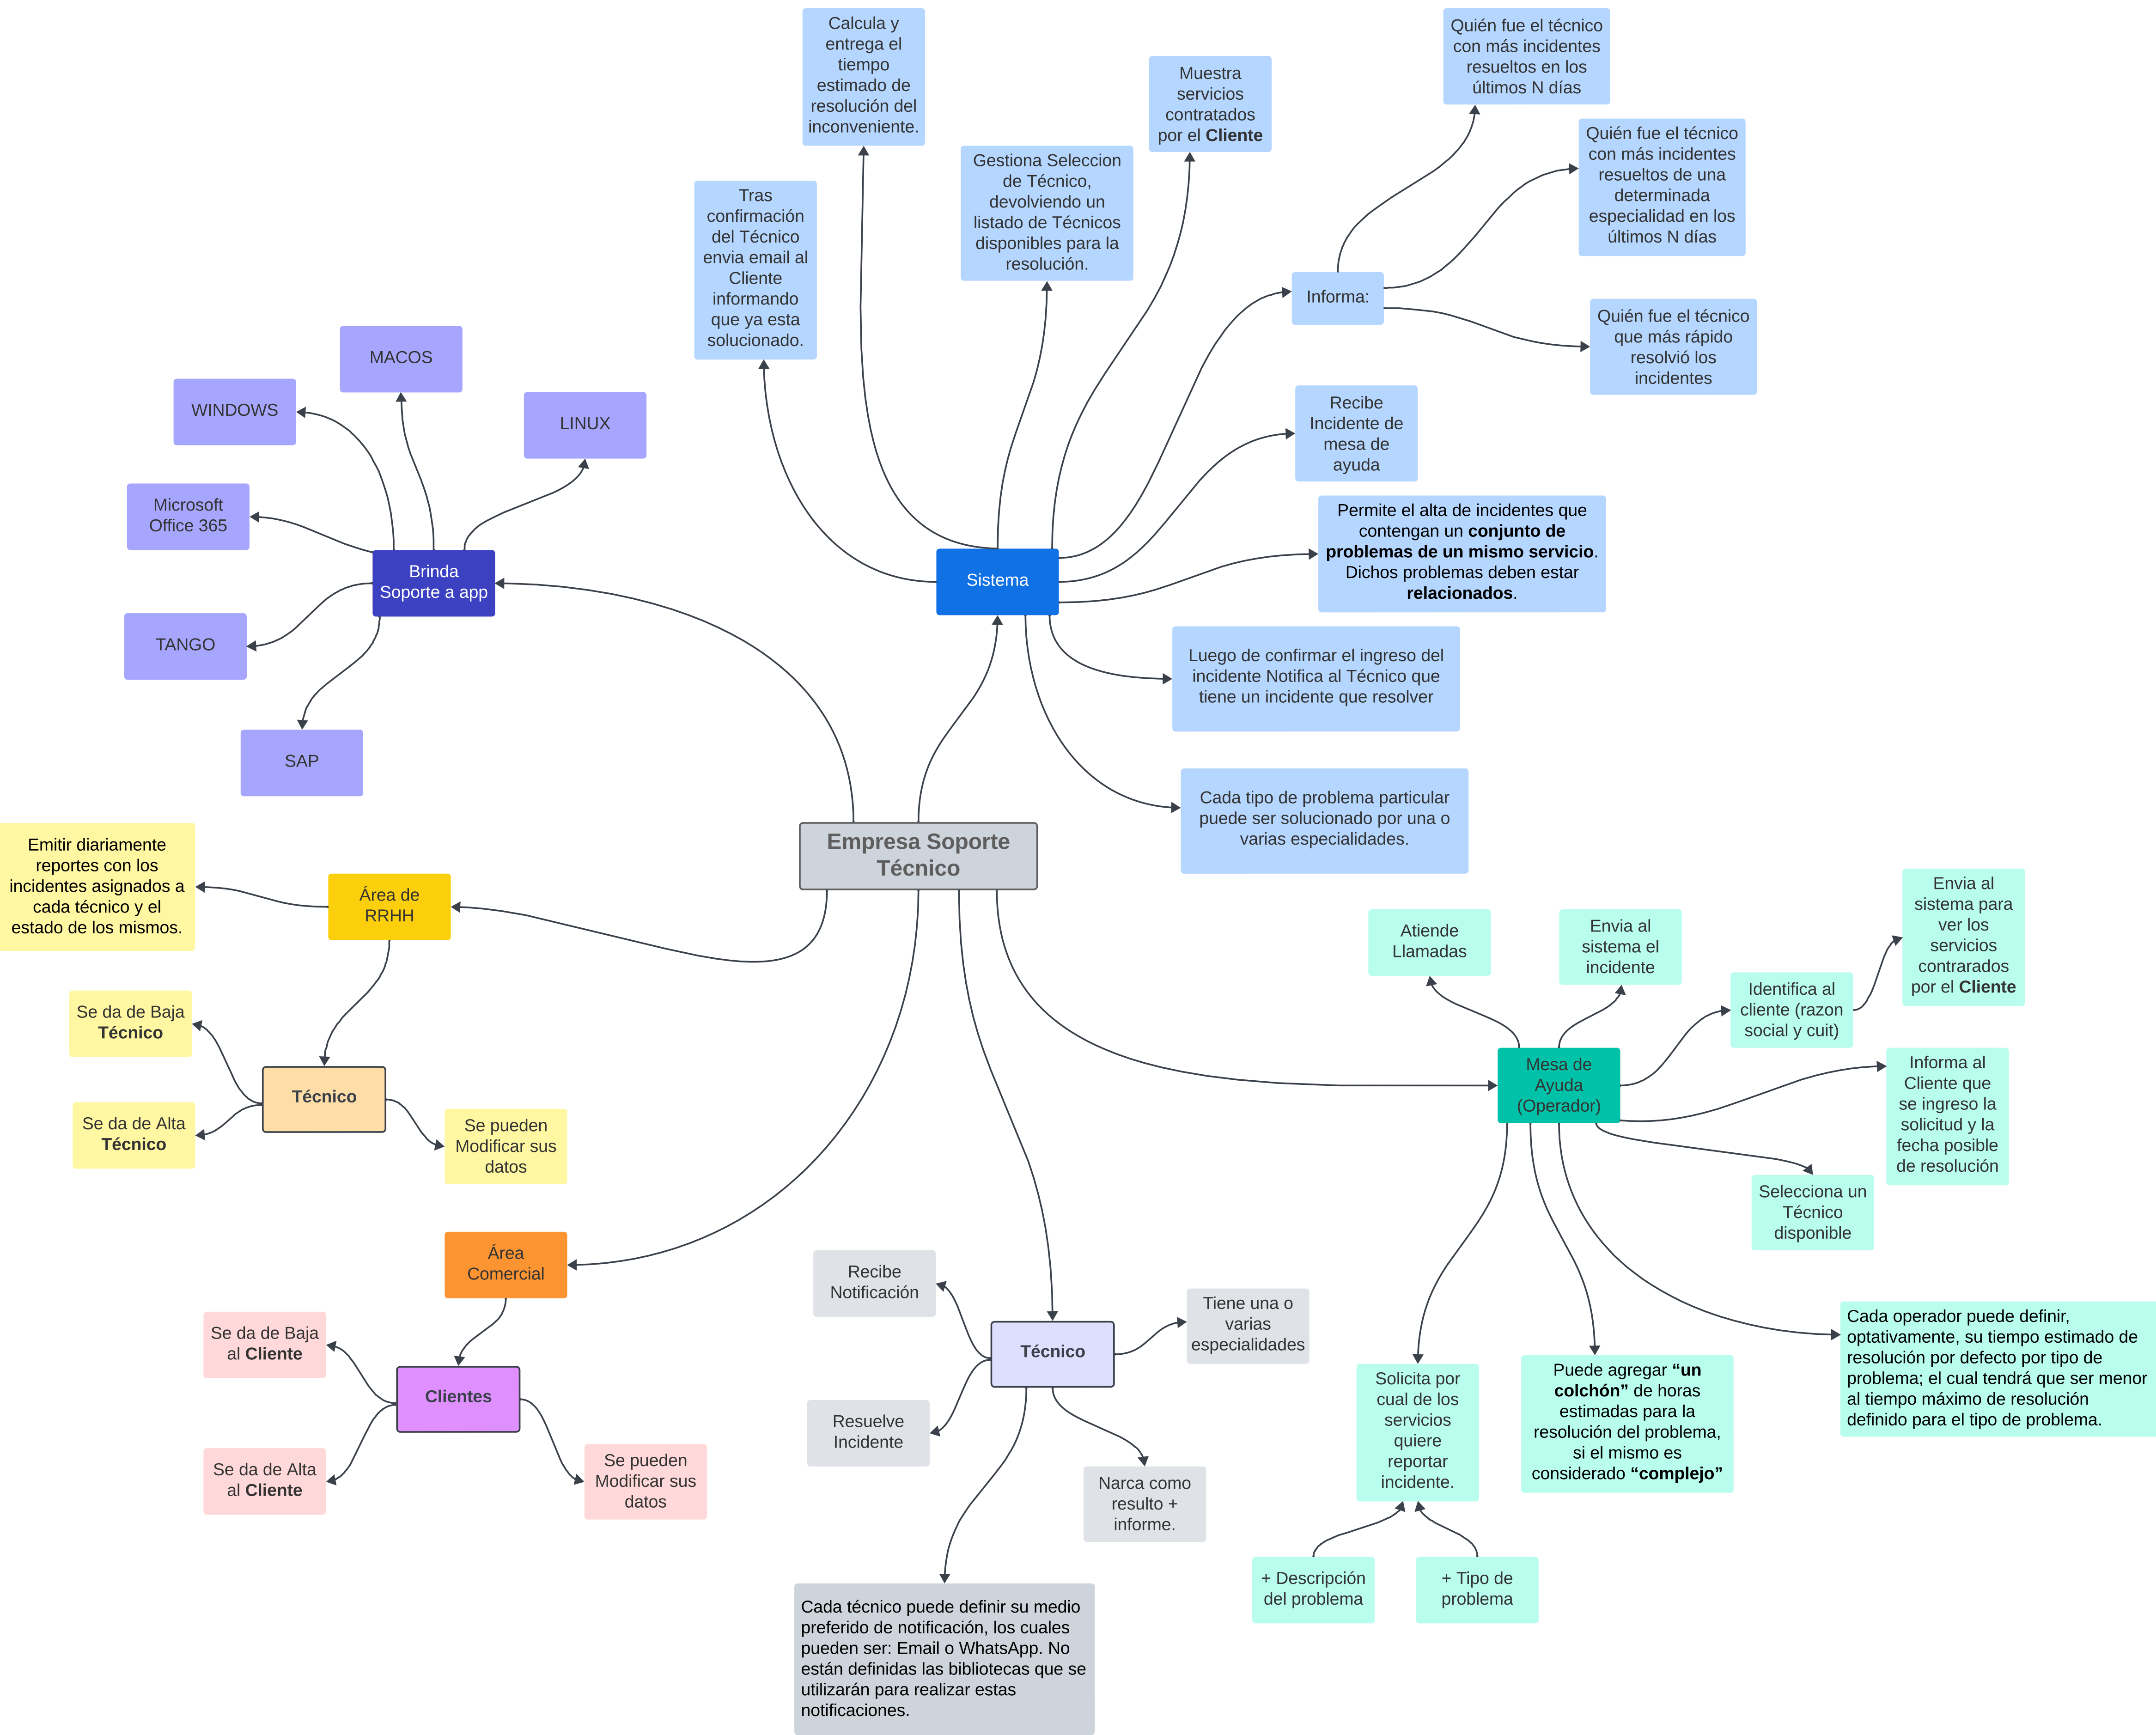 Calcula y
entrega el
tiempo
estimado de
resolución del
inconveniente.
Muestra
servicios
contratados
por el Cliente
Quién fue el técnico
con más incidentes
resueltos en los
últimos N días
Gestiona Seleccion
de Técnico,
devolviendo un
listado de Técnicos
disponibles para la
resolución.
Quién fue el técnico
con más incidentes
resueltos de una
determinada
especialidad en los
últimos N días
Tras
confirmación
del Técnico
envia email al
Cliente
informando
que ya esta
solucionado.
Informa:
Quién fue el técnico
que más rápido
resolvió los
incidentes
Recibe
Incidente de
mesa de
ayuda
Permite el alta de incidentes que
contengan un conjunto de
problemas de un mismo servicio.
Dichos problemas deben estar
relacionados.
Sistema
Luego de confirmar el ingreso del
incidente Notifica al Técnico que
tiene un incidente que resolver
Cada tipo de problema particular
puede ser solucionado por una o
varias especialidades.
MACOS
WINDOWS
LINUX
Microsoft
Office 365
Brinda
Soporte a app
TANGO
SAP
Empresa Soporte
Técnico
Emitir diariamente
reportes con los
incidentes asignados a
cada técnico y el
estado de los mismos.
Área de
RRHH
Se da de Baja
Técnico
Técnico
Se da de Alta
Técnico
Se pueden
Modificar sus
datos
Área
Comercial
Se da de Baja
al Cliente
Clientes
Se da de Alta
al Cliente
Se pueden
Modificar sus
datos
Recibe
Notificación
Tiene una o
varias
especialidades
Técnico
Resuelve
Incidente
Narca como
resulto +
informe.
Cada técnico puede definir su medio
preferido de notificación, los cuales
pueden ser: Email o WhatsApp. No
están definidas las bibliotecas que se
utilizarán para realizar estas
notificaciones.
Atiende
Llamadas
Envia al
sistema el
incidente
Envia al
sistema para
ver los
servicios
contrarados
por el Cliente
Identifica al
cliente (razon
social y cuit)
Mesa de
Ayuda
(Operador)
Informa al
Cliente que
se ingreso la
solicitud y la
fecha posible
de resolución
Selecciona un
Técnico
disponible
Cada operador puede definir,
optativamente, su tiempo estimado de
resolución por defecto por tipo de
problema; el cual tendrá que ser menor
al tiempo máximo de resolución
definido para el tipo de problema.
Puede agregar “un
colchón” de horas
estimadas para la
resolución del problema,
si el mismo es
considerado “complejo”
Solicita por
cual de los
servicios
quiere
reportar
incidente.
+ Descripción
del problema
+ Tipo de
problema